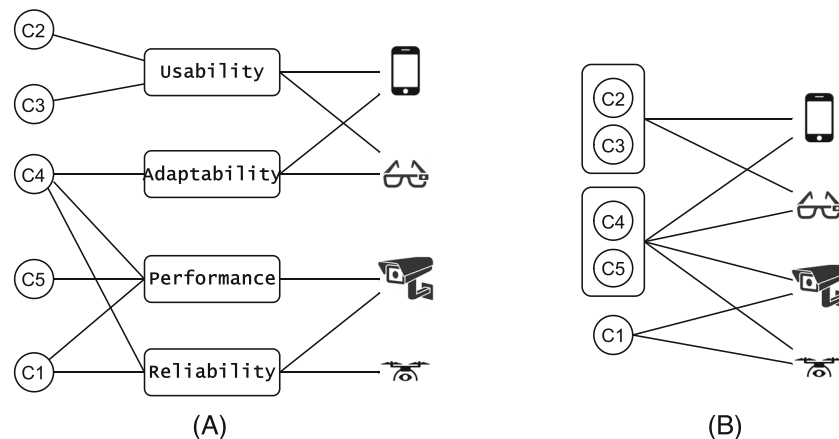 C2
C3
C4
C5
C1
Usability
Adaptability
Performance
Reliability
(A)
C2
C3
C4
C5
C1
(B)